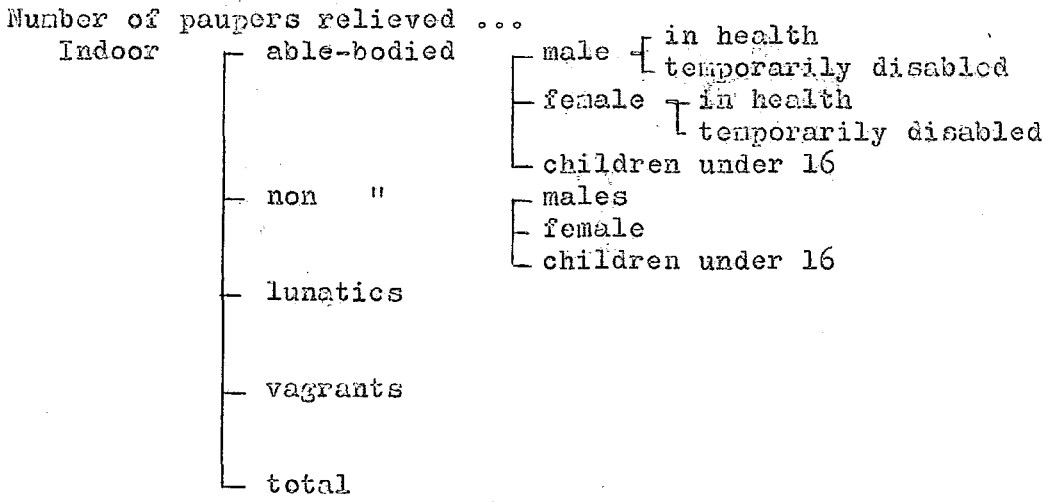 Number of paupers relieved ...
Indoor able-bodied male in health
temporarily disabled
female in health
temporarily disabled
children under 16
non " males
female
children under 16
lunatics
vagrants
total